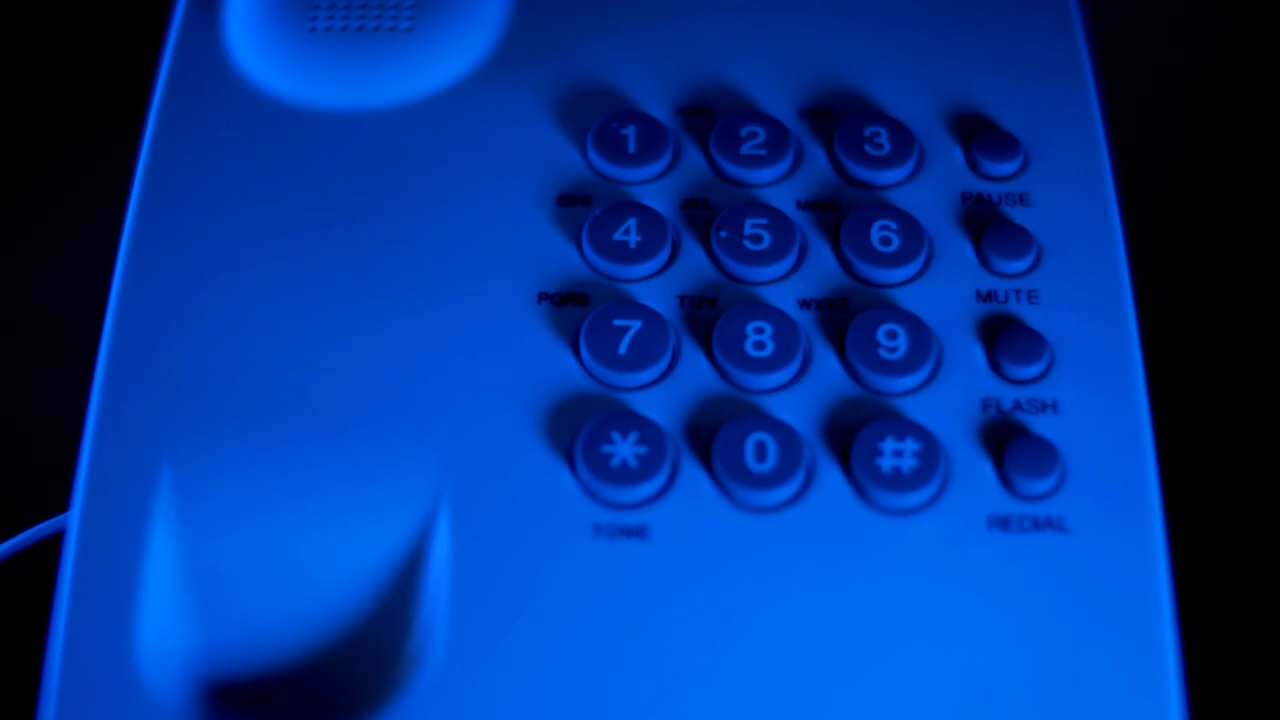 1 2 3
PAUSE
4 5 6
MUTE
PQRS TUV WXYZ
7 8 9
FLASH
* 0 #
REDIAL
TONE